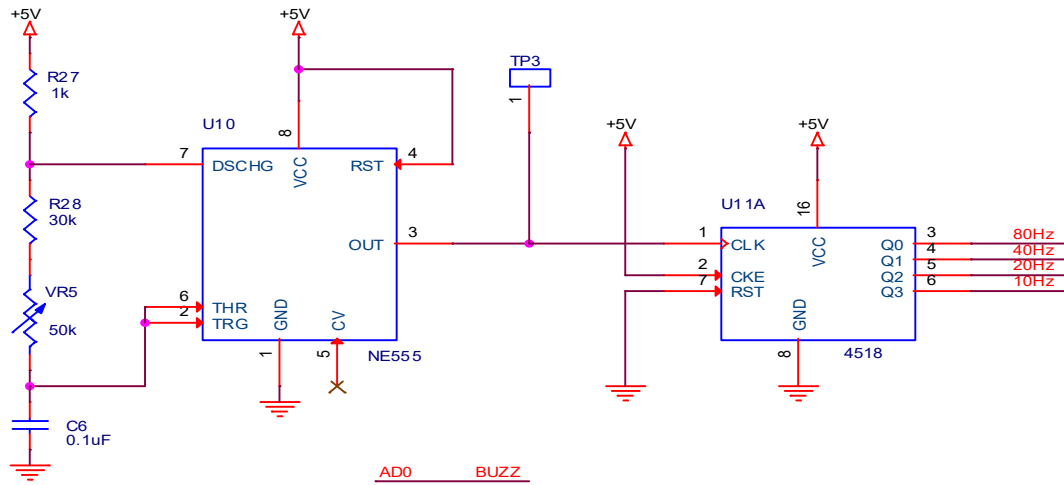 +5V
R27
1k
R28
30k
VR5
50k
C6
0.1uF
+5V
U10
8
VCC
7
DSCHG
RST
4
OUT
3
6
THR
2
TRG
GND
CV
1
5
NE555
TP3
1
+5V
+5V
U11A
16
VCC
1
CLK
2
CKE
7
RST
Q0
3
80Hz
Q1
4
40Hz
Q2
5
20Hz
Q3
6
10Hz
GND
8
4518
AD0 BUZZ